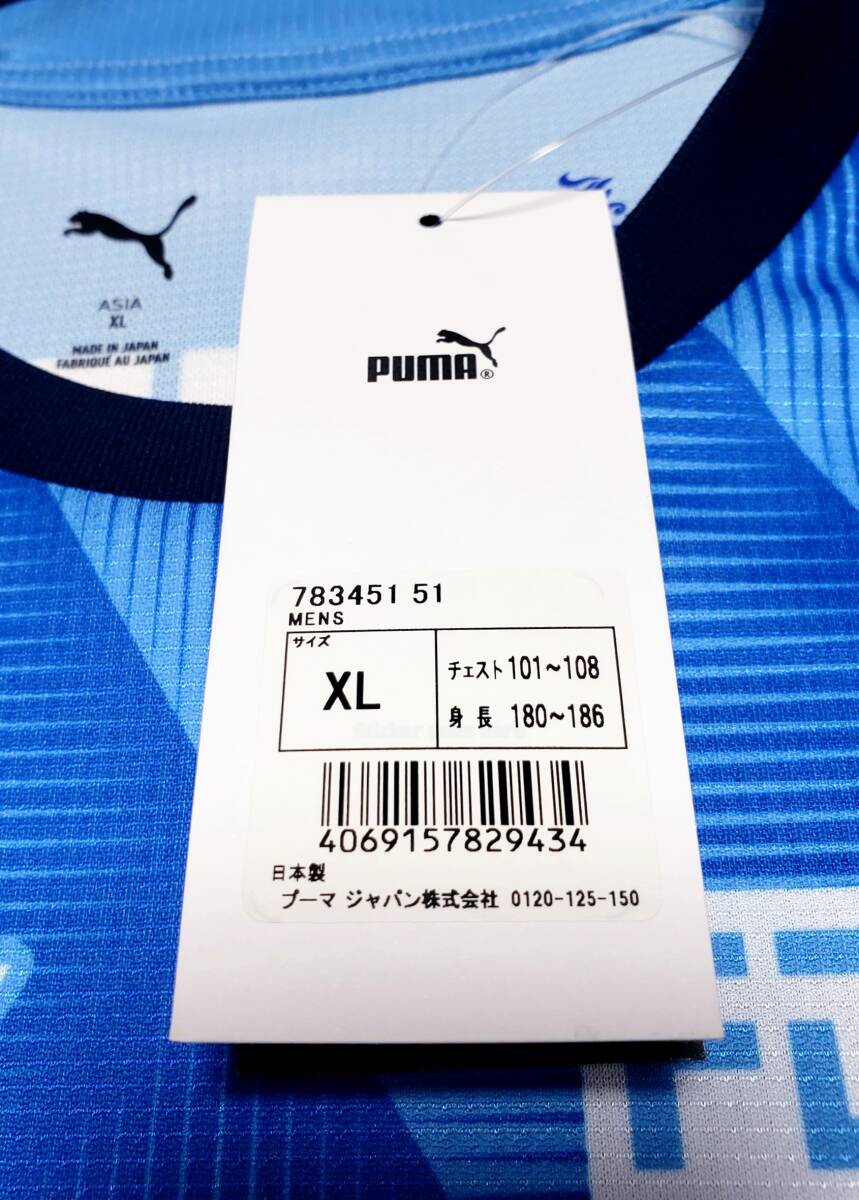 ASIA
XL
MADE IN JAPAN
FABRIQUÉ AU JAPAN
PUMA®
783451 51
MENS
サイズ
XL
チェスト 101~108
身長 180~186
4069157829434
日本製
プーマ ジャパン株式会社 0120-125-150